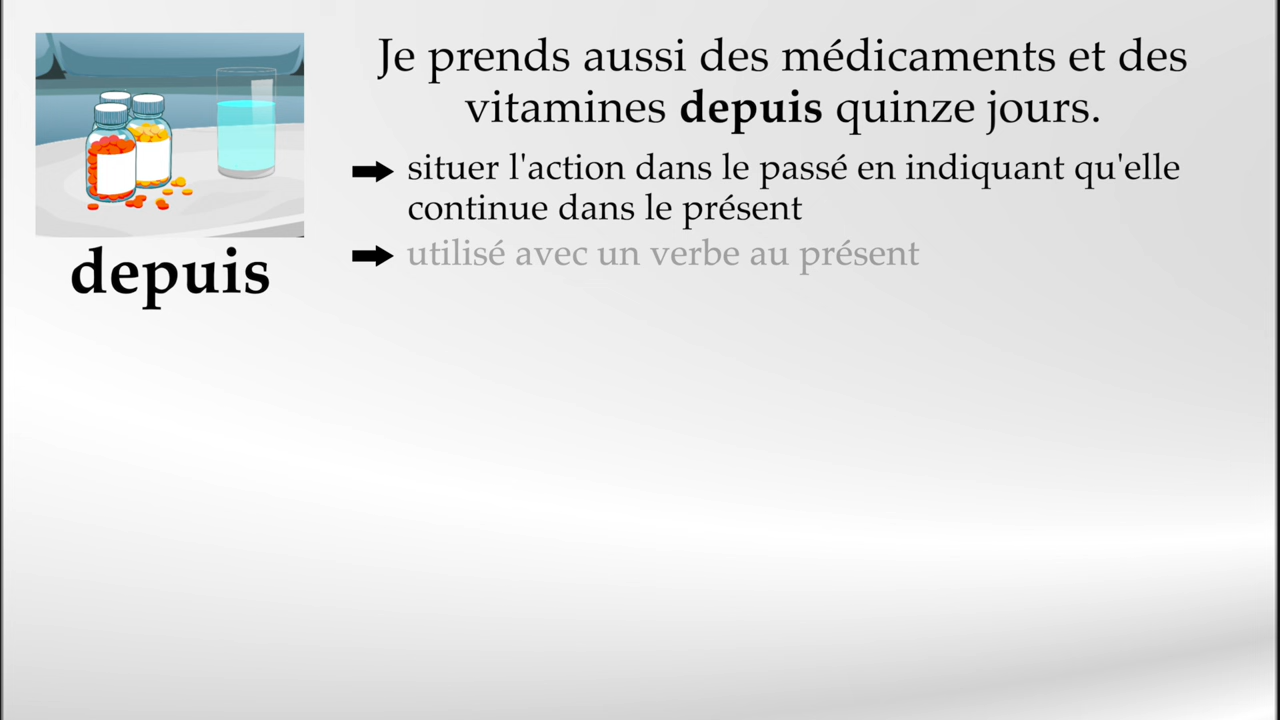 Je prends aussi des médicaments et des
vitamines depuis quinze jours.
situer l'action dans le passé en indiquant qu'elle
continue dans le présent
utilisé avec un verbe au présent
depuis